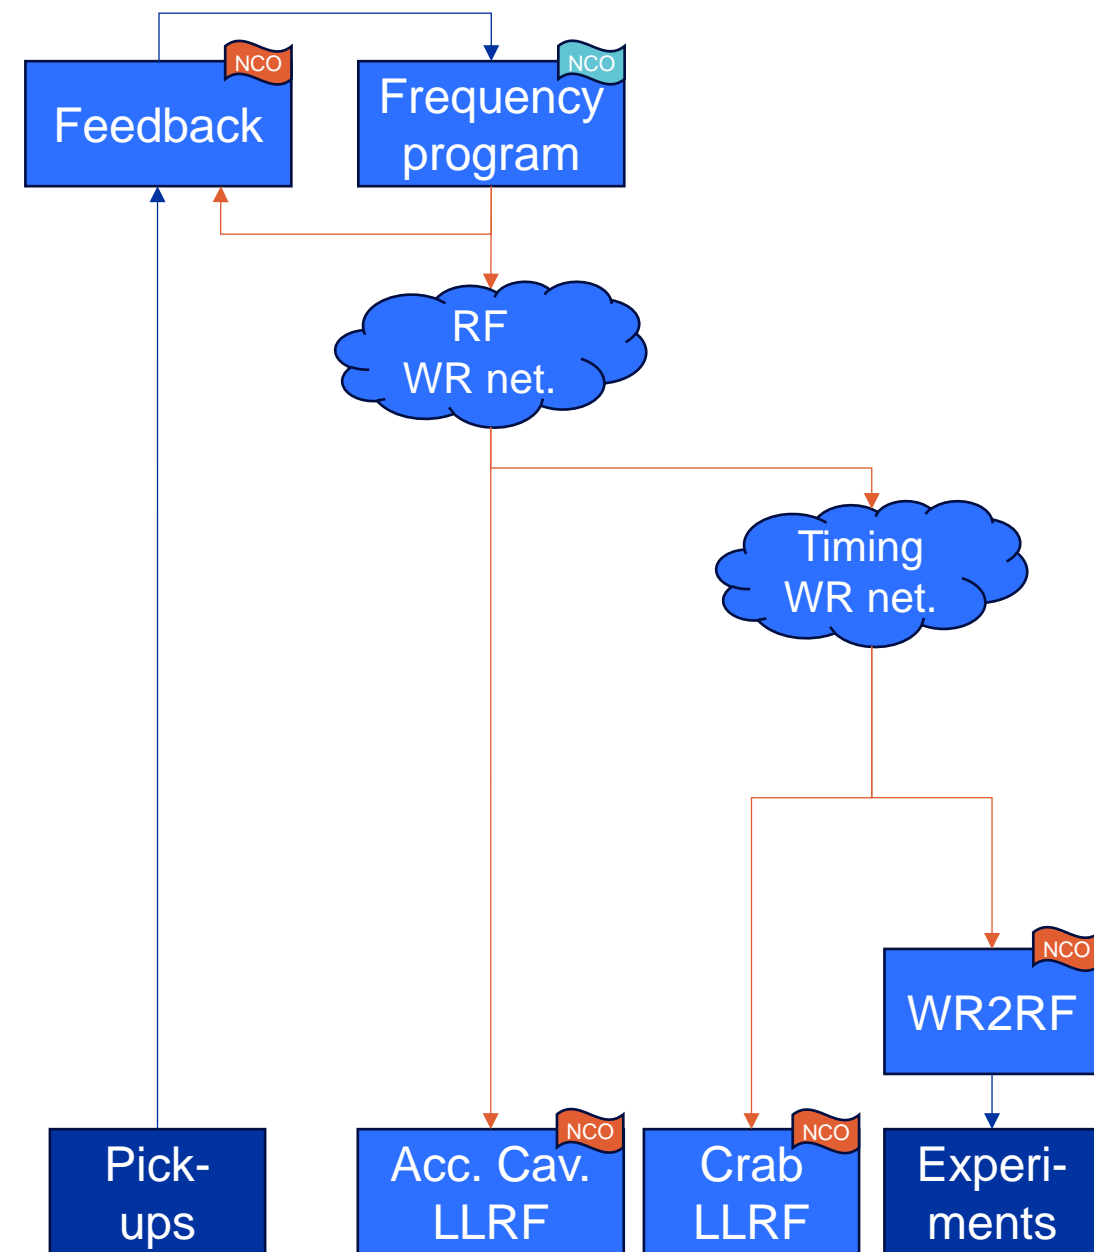 NCO
Feedback
NCO
Frequency
program
RF
WR net.
Timing
WR net.
NCO
WR2RF
Pick-
ups
NCO
Acc. Cav.
LLRF
NCO
Crab
LLRF
Experi-
ments